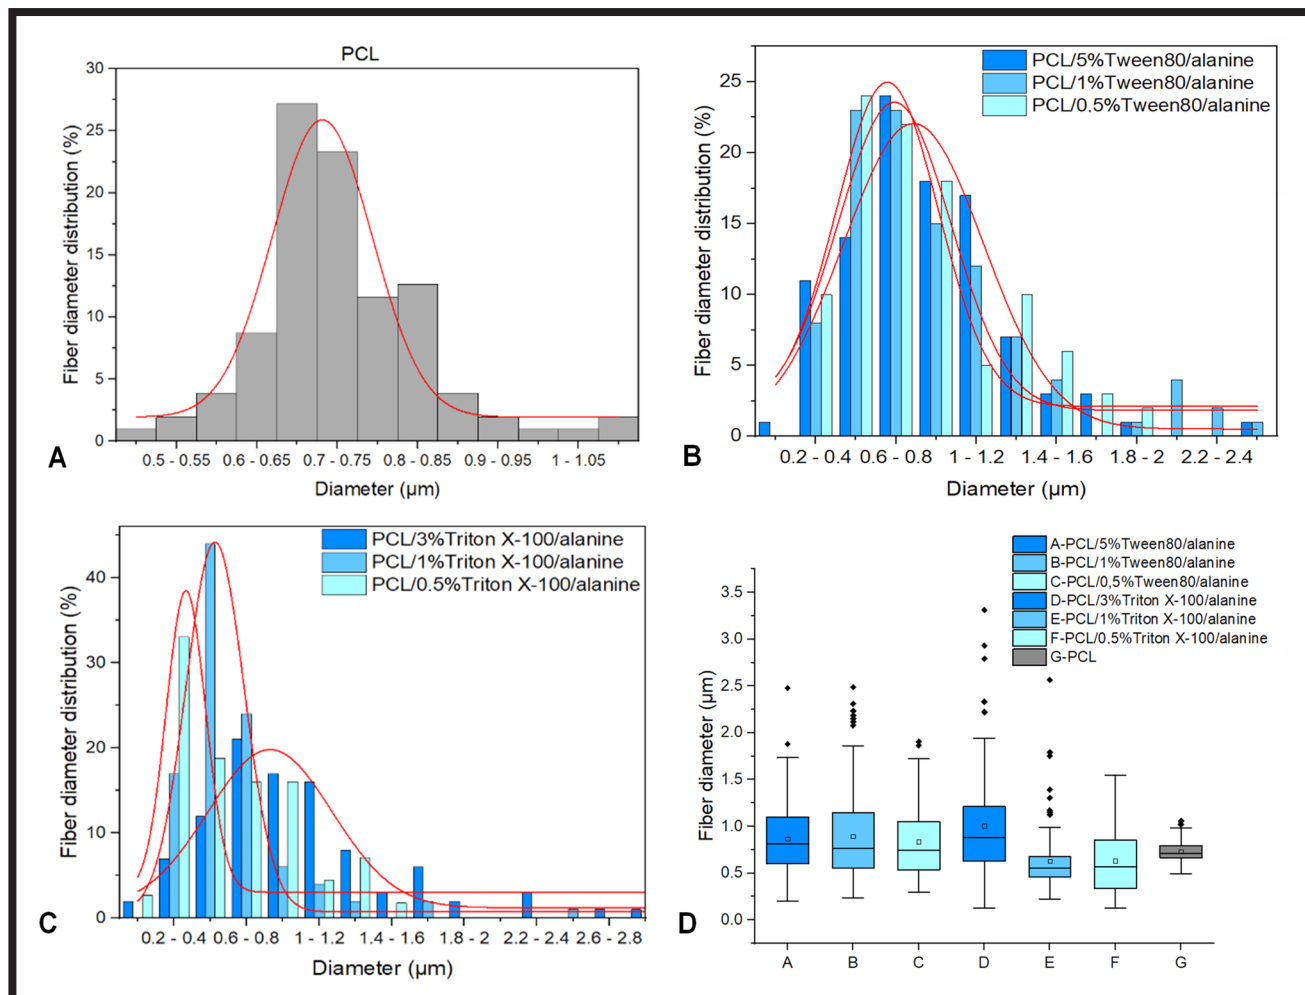 PCL
30
25
20
15
10
5
0
Fiber diameter distribution (%)
0.5 - 0.55 0.6 - 0.65 0.7 - 0.75 0.8 - 0.85 0.9 - 0.95 1 - 1.05
Diameter (µm)
A
PCL/5%Tween80/alanine
PCL/1%Tween80/alanine
PCL/0.5%Tween80/alanine
25
20
15
10
5
0
Fiber diameter distribution (%)
0.2 - 0.4 0.6 - 0.8 1 - 1.2 1.4 - 1.6 1.8 - 2 2.2 - 2.4
Diameter (µm)
B
PCL/3%Triton X-100/alanine
PCL/1%Triton X-100/alanine
PCL/0.5%Triton X-100/alanine
40
30
20
10
0
Fiber diameter distribution (%)
0.2 - 0.4 0.6 - 0.8 1 - 1.2 1.4 - 1.6 1.8 - 2 2.2 - 2.4 2.6 - 2.8
Diameter (µm)
C
A-PCL/5%Tween80/alanine
B-PCL/1%Tween80/alanine
C-PCL/0,5%Tween80/alanine
D-PCL/3%Triton X-100/alanine
E-PCL/1%Triton X-100/alanine
F-PCL/0,5%Triton X-100/alanine
G-PCL
3.5
3.0
2.5
2.0
1.5
1.0
0.5
0.0
Fiber diameter (µm)
A B C D E F G
D